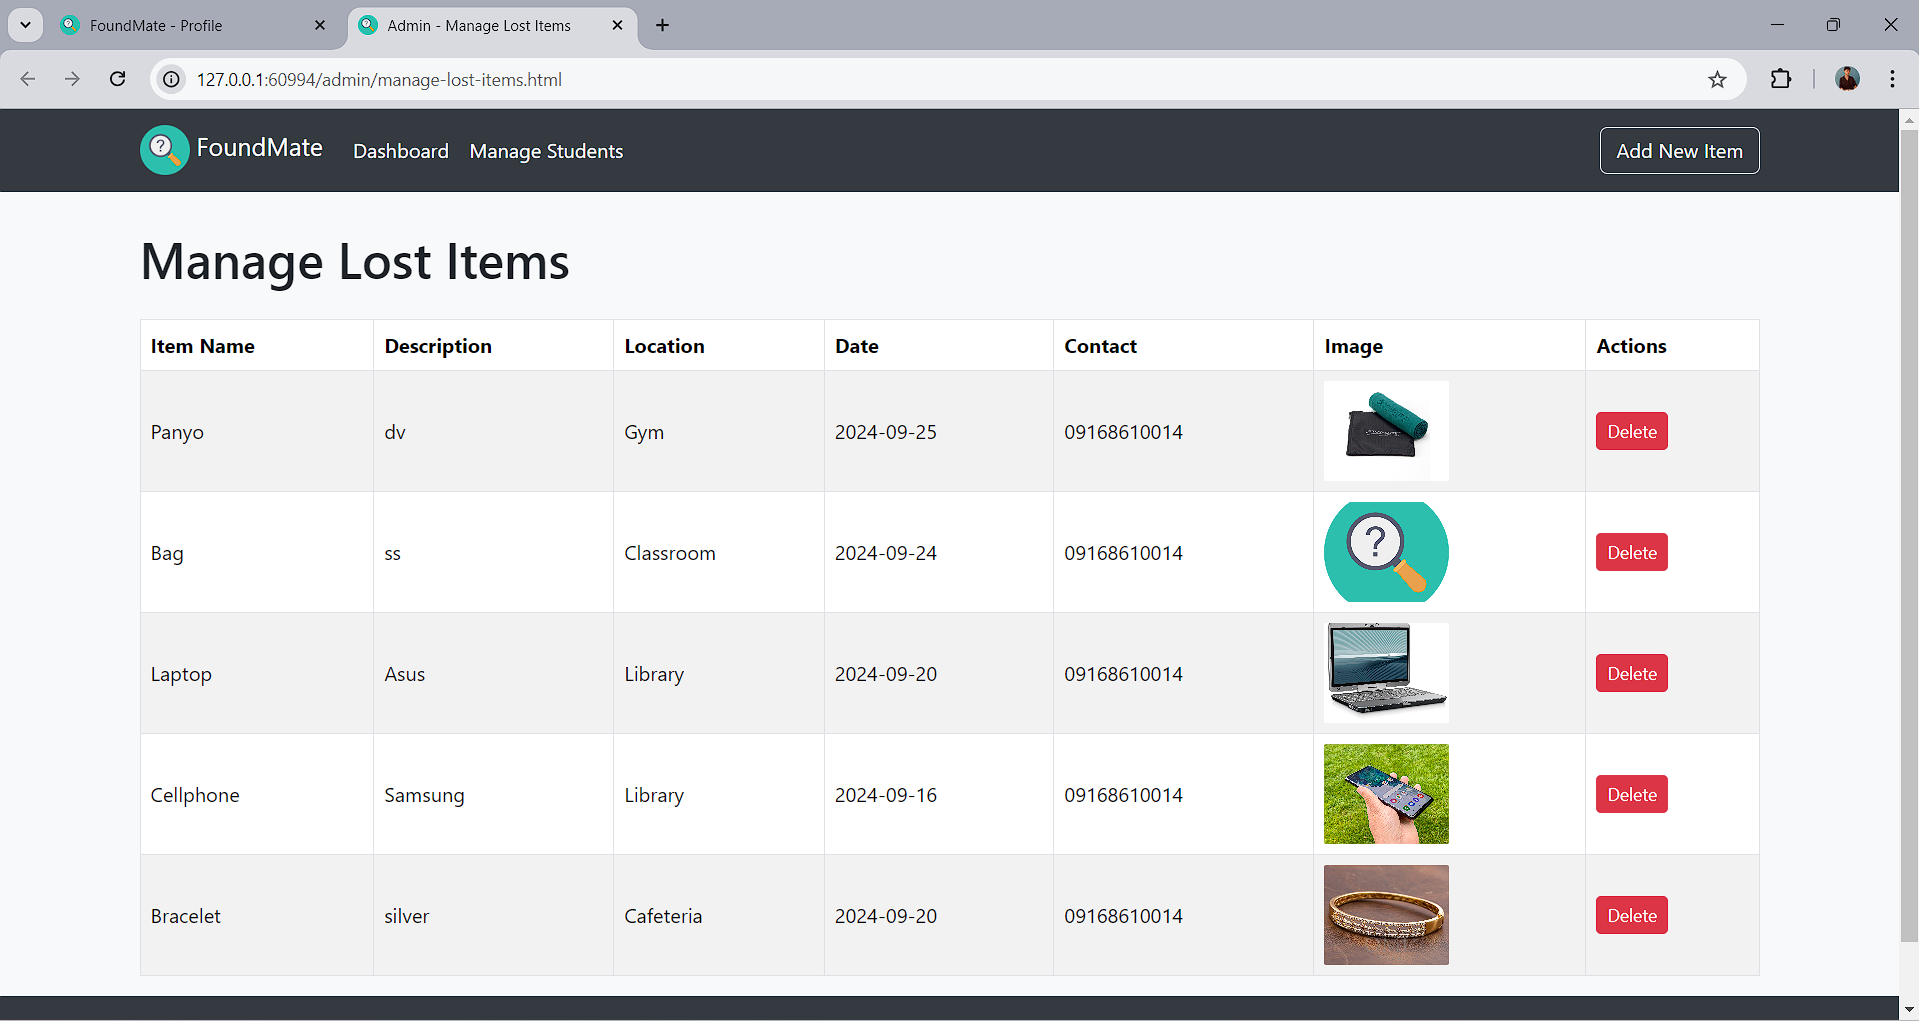 FoundMate - Profile
Admin - Manage Lost Items
127.0.0.1:60994/admin/manage-lost-items.html
? FoundMate Dashboard Manage Students Add New Item
Manage Lost Items
Item Name Description Location Date Contact Image Actions
Panyo dv Gym 2024-09-25 09168610014 Delete
Bag ss Classroom 2024-09-24 09168610014 ? Delete
Laptop Asus Library 2024-09-20 09168610014 Delete
Cellphone Samsung Library 2024-09-16 09168610014 Delete
Bracelet silver Cafeteria 2024-09-20 09168610014 Delete